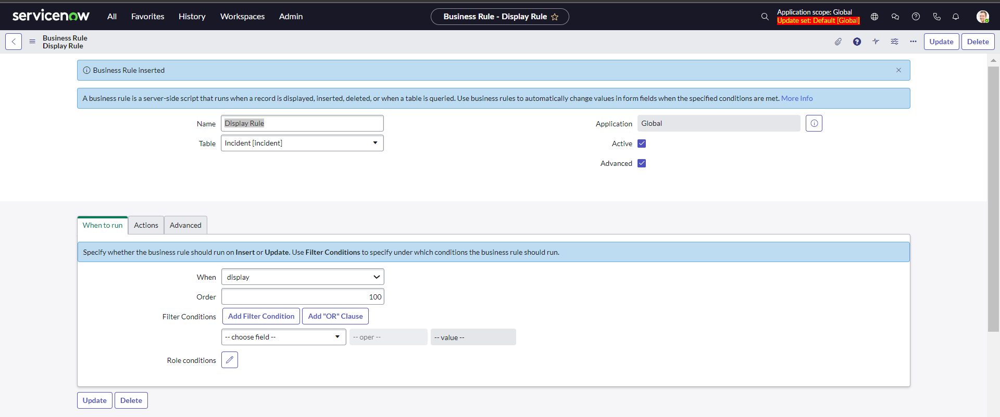 servicenow All Favorites History Workspaces Admin Business Rule - Display Rule Application scope: Global
Update set: Default [Global]
Business Rule
Display Rule
Update Delete
Business Rule inserted
A business rule is a server-side script that runs when a record is displayed, inserted, deleted, or when a table is queried. Use business rules to automatically change values in form fields when the specified conditions are met. More Info
Name Display Rule Application Global
Table Incident [incident] Active
Advanced
When to run Actions Advanced
Specify whether the business rule should run on Insert or Update. Use Filter Conditions to specify under which conditions the business rule should run.
When display
Order 100
Filter Conditions Add Filter Condition Add "OR" Clause
-- choose field -- -- oper -- -- value --
Role conditions
Update Delete